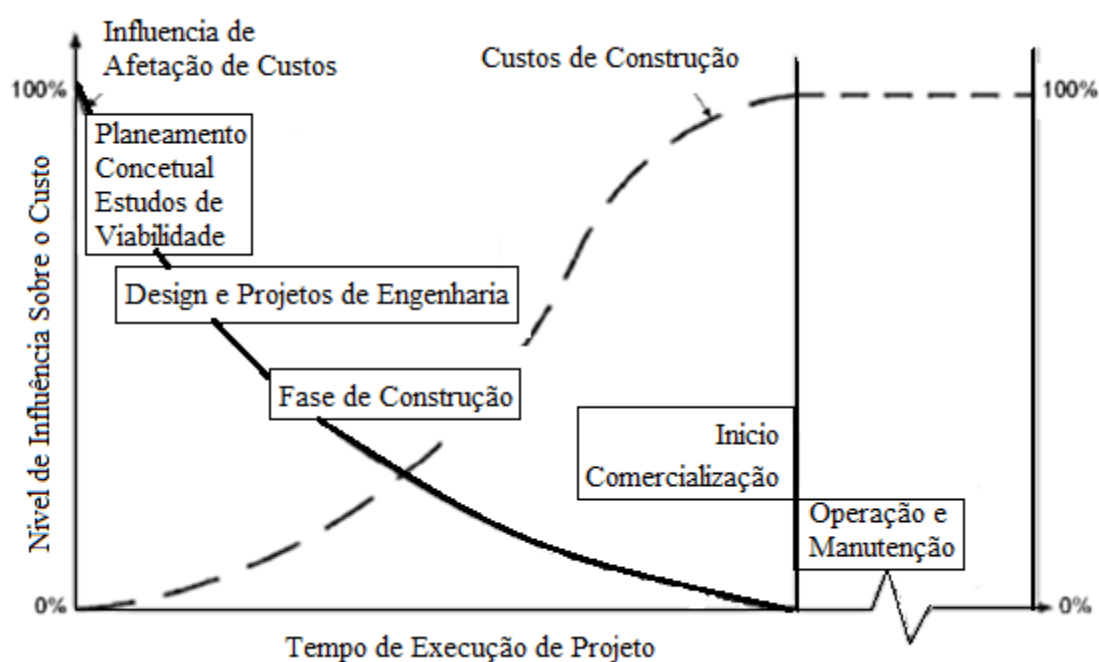 Influencia de
Afetação de Custos
Custos de Construção
100%
100%
Planeamento
Concetual
Estudos de
Viabilidade
Nivel de Influência Sobre o Custo
Design e Projetos de Engenharia
Fase de Construção
Inicio
Comercialização
Operação e
Manutenção
0%
0%
Tempo de Execução de Projeto